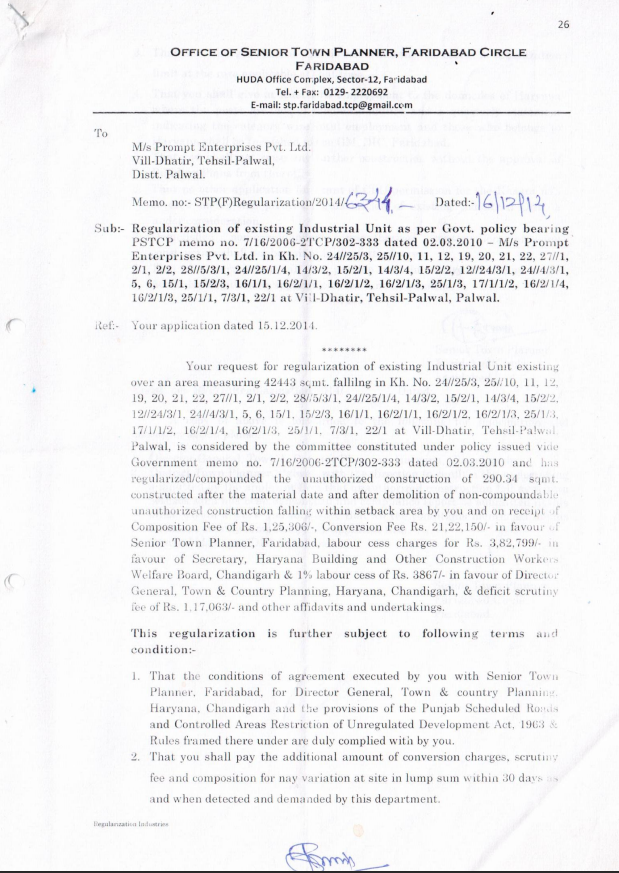 26
OFFICE OF SENIOR TOWN PLANNER, FARIDABAD CIRCLE
FARIDABAD
HUDA Office Complex, Sector-12, Faridabad
Tel. + Fax: 0129- 2220692
E-mail: stp.faridabad.tcp@gmail.com
To
M/s Prompt Enterprises Pvt. Ltd.
Vill-Dhatir, Tehsil-Palwal,
Distt. Palwal.
Memo. no:- STP(F)Regularization/2014/6344 Dated:-16/12/14
Sub:- Regularization of existing Industrial Unit as per Govt. policy bearing
PSTCP memo no. 7/16/2006-2TCP/302-333 dated 02.03.2010 – M/s Prompt
Enterprises Pvt. Ltd. in Kh. No. 24//25/3, 25//10, 11, 12, 19, 20, 21, 22, 27//1,
2/1, 2/2, 28//5/3/1, 24//25/1/4, 14/3/2, 15/2/1, 14/3/4, 15/2/2, 12//24/3/1, 24//4/3/1,
5, 6, 15/1, 15/2/3, 16/1/1, 16/2/1/1, 16/2/1/2, 16/2/1/3, 25/1/3, 17/1/1/2, 16/2/1/4,
16/2/1/3, 25/1/1, 7/3/1, 22/1 at Vill-Dhatir, Tehsil-Palwal, Palwal.
Ref:- Your application dated 15.12.2014.
********
Your request for regularization of existing Industrial Unit existing
over an area measuring 42443 sqmt. fallilng in Kh. No. 24//25/3, 25//10, 11, 12,
19, 20, 21, 22, 27//1, 2/1, 2/2, 28//5/3/1, 24//25/1/4, 14/3/2, 15/2/1, 14/3/4, 15/2/2,
12//24/3/1, 24//4/3/1, 5, 6, 15/1, 15/2/3, 16/1/1, 16/2/1/1, 16/2/1/2, 16/2/1/3, 25/1/3,
17/1/1/2, 16/2/1/4, 16/2/1/3, 25/1/1, 7/3/1, 22/1 at Vill-Dhatir, Tehsil-Palwal,
Palwal, is considered by the committee constituted under policy issued vide
Government memo no. 7/16/2006-2TCP/302-333 dated 02.03.2010 and has
regularized/compounded the unauthorized construction of 290.34 sqmt.
constructed after the material date and after demolition of non-compoundable
unauthorized construction falling within setback area by you and on receipt of
Composition Fee of Rs. 1,25,306/-, Conversion Fee Rs. 21,22,150/- in favour of
Senior Town Planner, Faridabad, labour cess charges for Rs. 3,82,799/- in
favour of Secretary, Haryana Building and Other Construction Workers
Welfare Board, Chandigarh & 1% labour cess of Rs. 3867/- in favour of Director
General, Town & Country Planning, Haryana, Chandigarh, & deficit scrutiny
fee of Rs. 1,17,063/- and other affidavits and undertakings.
This regularization is further subject to following terms and
condition:-
1. That the conditions of agreement executed by you with Senior Town
Planner, Faridabad, for Director General, Town & country Planning,
Haryana, Chandigarh and the provisions of the Punjab Scheduled Roads
and Controlled Areas Restriction of Unregulated Development Act, 1963 &
Rules framed there under are duly complied with by you.
2. That you shall pay the additional amount of conversion charges, scrutiny
fee and composition for nay variation at site in lump sum within 30 days as
and when detected and demanded by this department.
Regularization Industries